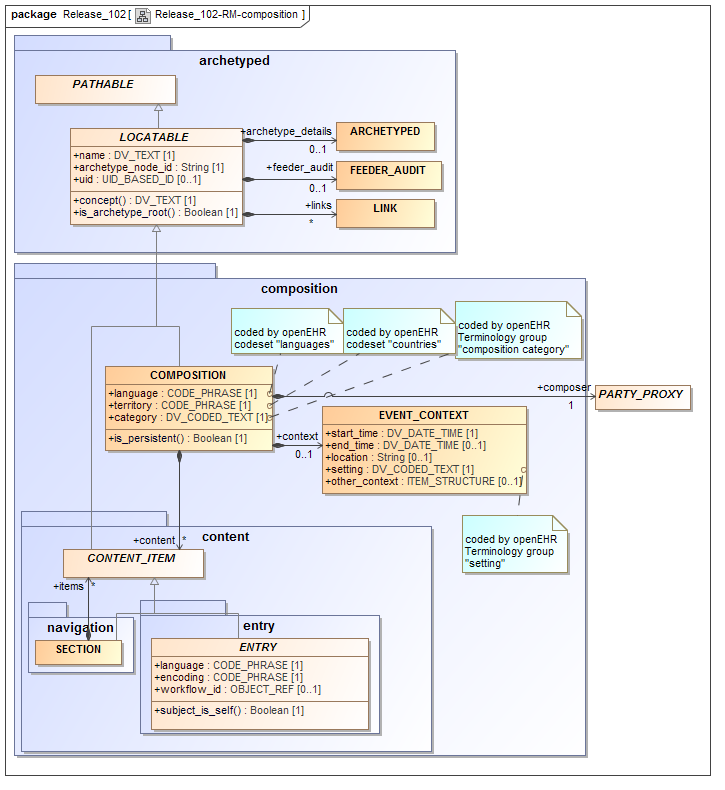 package Release_102 [ Release_102-RM-composition ]
archetyped
PATHABLE
LOCATABLE
+name : DV_TEXT [1]
+archetype_node_id : String [1]
+uid : UID_BASED_ID [0..1]
+concept() : DV_TEXT [1]
+is_archetype_root() : Boolean [1]
+archetype_details
0..1
ARCHETYPED
+feeder_audit
0..1
FEEDER_AUDIT
+links
*
LINK
composition
coded by openEHR
codeset "languages"
coded by openEHR
codeset "countries"
coded by openEHR
Terminology group
"composition category"
COMPOSITION
+language : CODE_PHRASE [1]
+territory : CODE_PHRASE [1]
+category : DV_CODED_TEXT [1]
+is_persistent() : Boolean [1]
+composer
1
PARTY_PROXY
+context
0..1
EVENT_CONTEXT
+start_time : DV_DATE_TIME [1]
+end_time : DV_DATE_TIME [0..1]
+location : String [0..1]
+setting : DV_CODED_TEXT [1]
+other_context : ITEM_STRUCTURE [0..1]
coded by openEHR
Terminology group
"setting"
content
+content *
CONTENT_ITEM
+items *
navigation
SECTION
entry
ENTRY
+language : CODE_PHRASE [1]
+encoding : CODE_PHRASE [1]
+workflow_id : OBJECT_REF [0..1]
+subject_is_self() : Boolean [1]